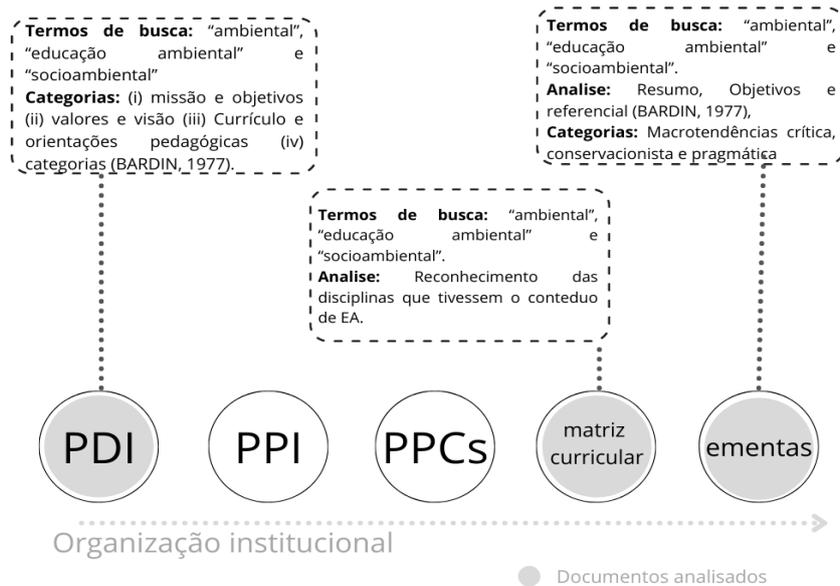 Termos de busca: “ambiental”,
“educação ambiental” e
“socioambiental”
Categorias: (i) missão e objetivos
(ii) valores e visão (iii) Currículo e
orientações pedagógicas (iv)
categorias (BARDIN, 1977).
Termos de busca: “ambiental”,
“educação ambiental” e
“socioambiental”.
Analise: Resumo, Objetivos e
referencial (BARDIN, 1977),
Categorias: Macrotendências crítica,
conservacionista e pragmática
Termos de busca: “ambiental”,
“educação ambiental” e
“socioambiental”.
Analise: Reconhecimento das
disciplinas que tivessem o conteduo
de EA.
PDI
PPI
PPCs
matriz
curricular
ementas
Organização institucional
Documentos analisados